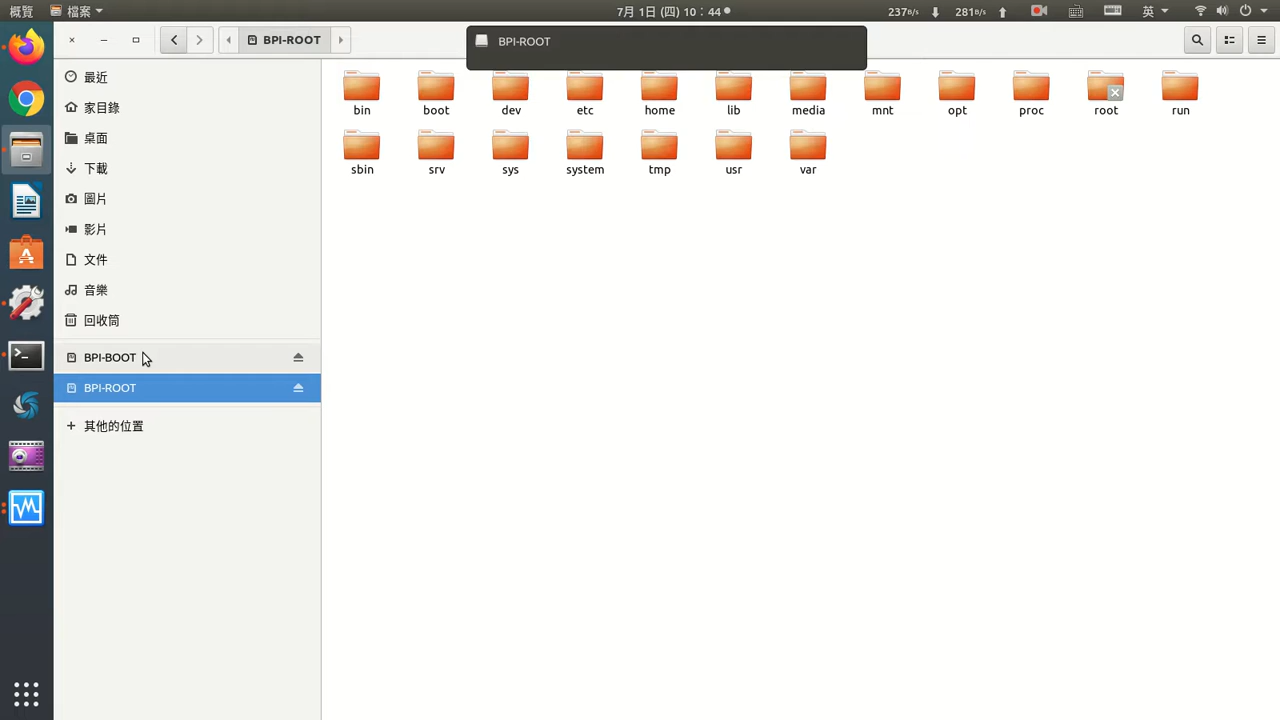 概覽 檔案 7月 1日 (四) 10：44 237B/s 281B/s 英
BPI-ROOT
BPI-ROOT
最近
家目錄
桌面
下載
圖片
影片
文件
音樂
回收筒
BPI-BOOT
BPI-ROOT
其他的位置
bin boot dev etc home lib media mnt opt proc root run
sbin srv sys system tmp usr var